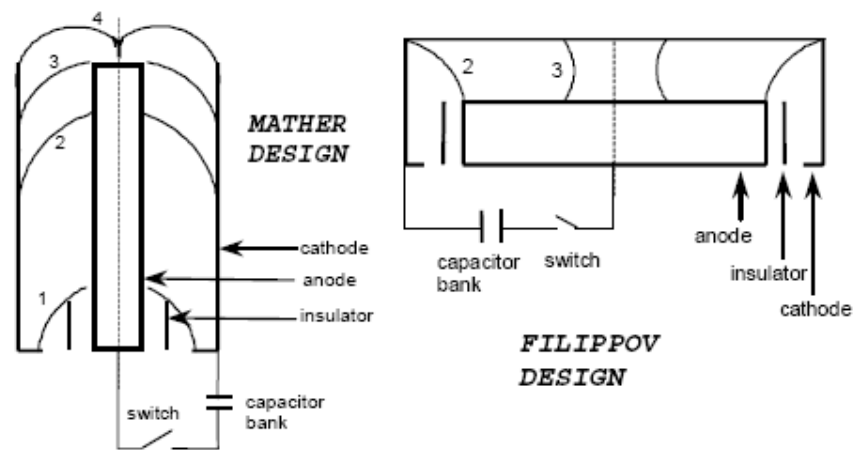 4
3
2
1
MATHER
DESIGN
cathode
anode
insulator
switch
capacitor
bank
2
3
capacitor
bank
switch
anode
insulator
cathode
FILIPPOV
DESIGN